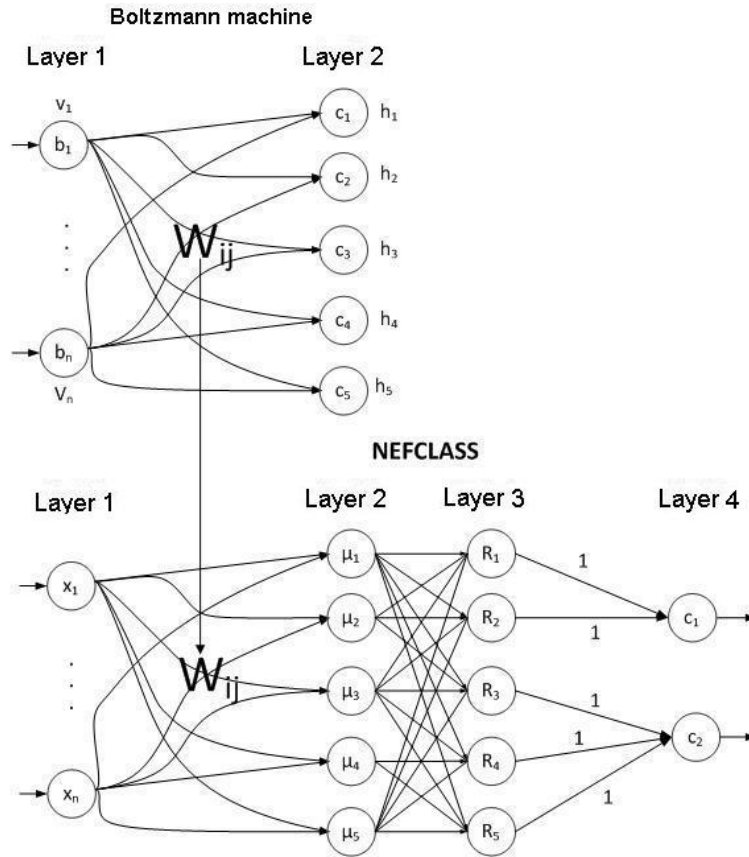 Boltzmann machine
Layer 1 Layer 2
v₁
b₁
c₁ h₁
c₂ h₂
W ij
c₃ h₃
c₄ h₄
bₙ
Vₙ
c₅ h₅
NEFCLASS
Layer 1 Layer 2 Layer 3 Layer 4
x₁
μ₁ R₁
1
μ₂ R₂
1
c₁
W ij
μ₃ R₃
1
1
c₂
μ₄ R₄
xₙ
1
μ₅ R₅